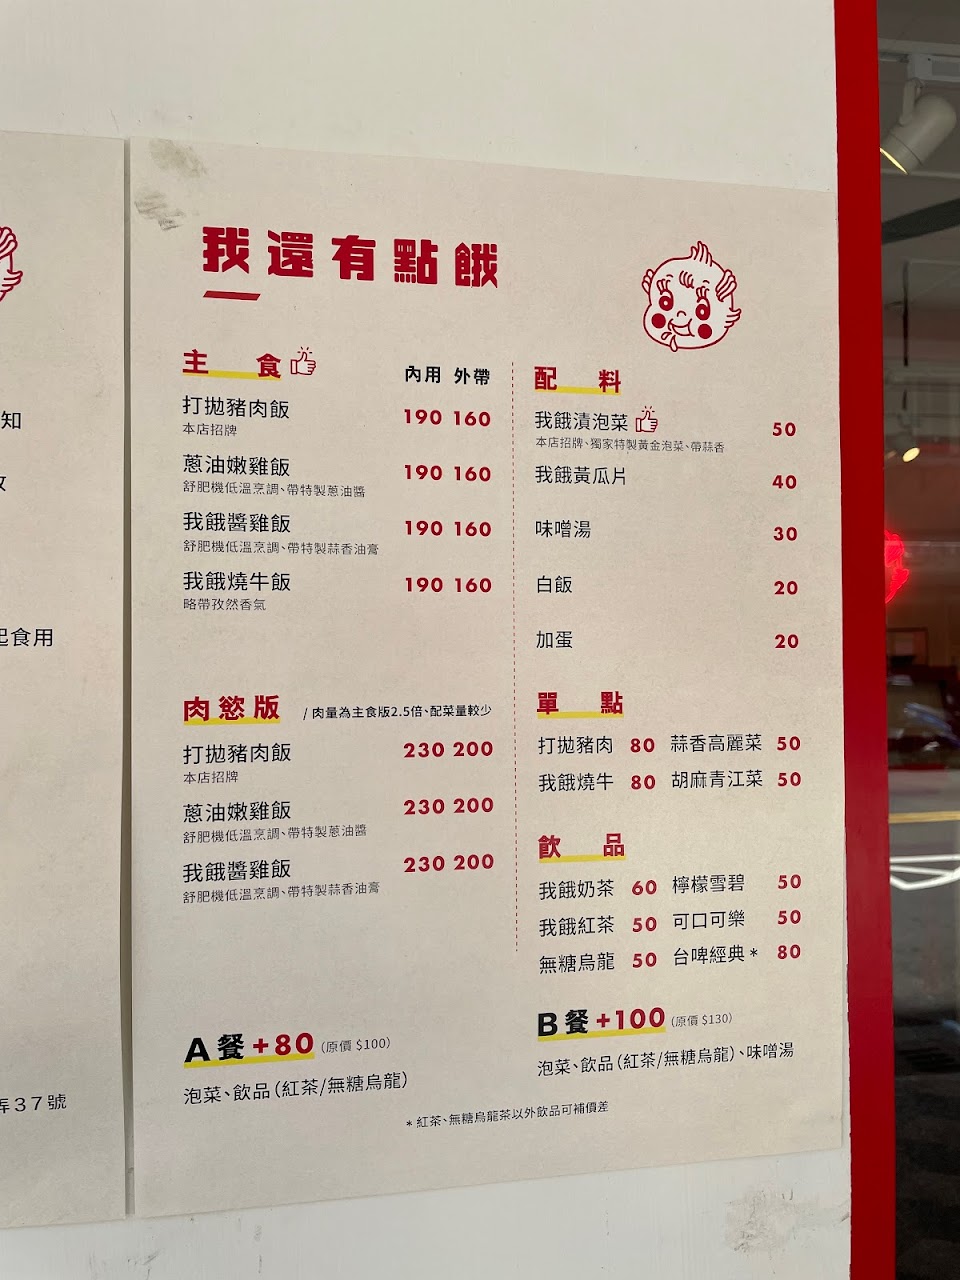 知
起食用
弄37號
我還有點餓
主 食
內用 外帶
打拋豬肉飯 190 160
本店招牌
蔥油嫩雞飯 190 160
舒肥機低溫烹調、帶特製蔥油醬
我餓醬雞飯 190 160
舒肥機低溫烹調、帶特製蒜香油膏
我餓燒牛飯 190 160
略帶孜然香氣
肉慾版 / 肉量為主食版2.5倍、配菜量較少
打拋豬肉飯 230 200
本店招牌
蔥油嫩雞飯 230 200
舒肥機低溫烹調、帶特製蔥油醬
我餓醬雞飯 230 200
舒肥機低溫烹調、帶特製蒜香油膏
配 料
我餓漬泡菜 50
本店招牌、獨家特製黃金泡菜、帶蒜香
我餓黃瓜片 40
味噌湯 30
白飯 20
加蛋 20
單 點
打拋豬肉 80 蒜香高麗菜 50
我餓燒牛 80 胡麻青江菜 50
飲 品
我餓奶茶 60 檸檬雪碧 50
我餓紅茶 50 可口可樂 50
無糖烏龍 50 台啤經典* 80
A餐+80(原價 $100)
泡菜、飲品(紅茶/無糖烏龍)
B餐+100(原價 $130)
泡菜、飲品(紅茶/無糖烏龍)、味噌湯
*紅茶、無糖烏龍茶以外飲品可補價差